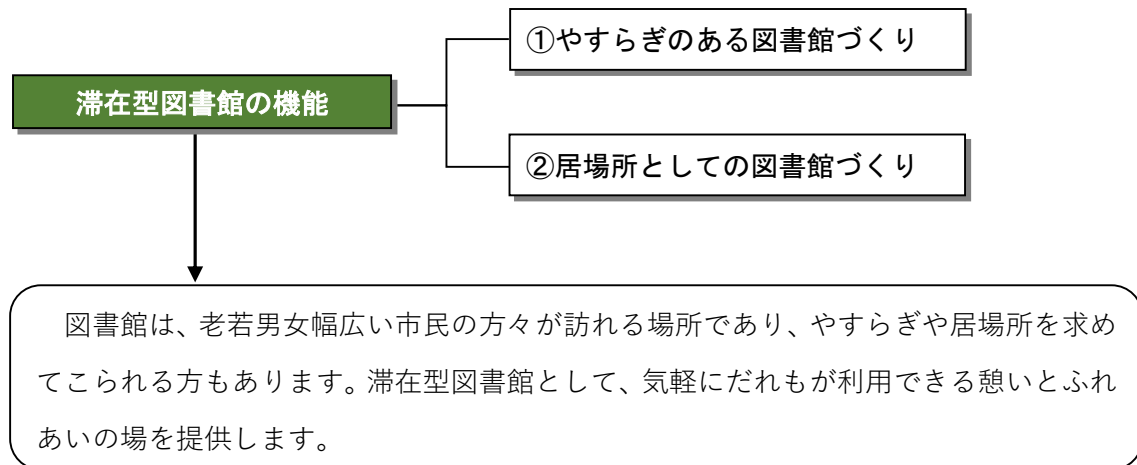 ①やすらぎのある図書館づくり
滞在型図書館の機能
②居場所としての図書館づくり
図書館は、老若男女幅広い市民の方々が訪れる場所であり、やすらぎや居場所を求め
てこられる方もあります。滞在型図書館として、気軽にだれもが利用できる憩いとふれ
あいの場を提供します。